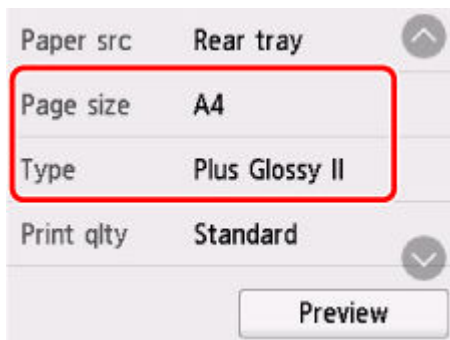 Paper src Rear tray
Page size A4
Type Plus Glossy II
Print qlty Standard
Preview